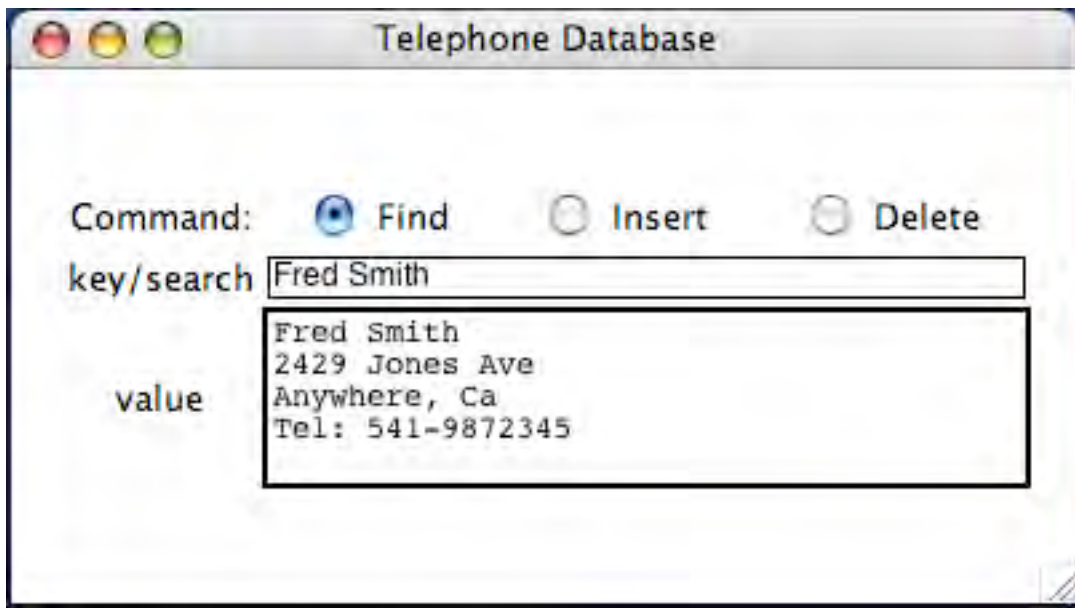 Telephone Database
Command: Find Insert Delete
key/search Fred Smith
value
Fred Smith
2429 Jones Ave
Anywhere, Ca
Tel: 541-9872345